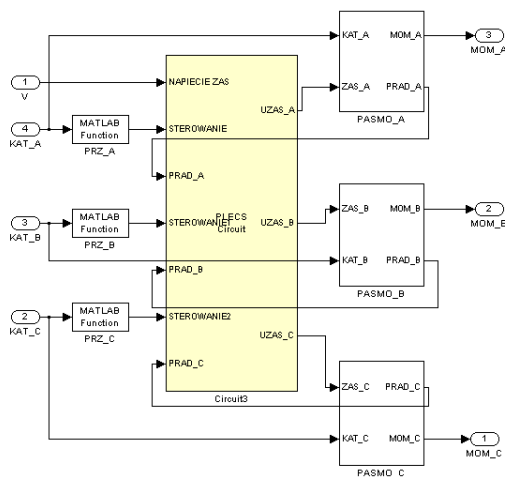 KAT_A
MOM_A
3
MOM_A
1
V
NAPIECIE ZAS
ZAS_A
PRAD_A
UZAS_A
PASMO_A
4
KAT_A
MATLAB
Function
PRZ_A
STEROWANIE
PRAD_A
3
KAT_B
MATLAB
Function
PRZ_B
STEROWANIE1
PLECS
Circuit
UZAS_B
ZAS_B
MOM_B
2
MOM_B
KAT_B
PRAD_B
PASMO_B
PRAD_B
2
KAT_C
MATLAB
Function
PRZ_C
STEROWANIE2
UZAS_C
PRAD_C
Circuit3
ZAS_C
PRAD_C
KAT_C
MOM_C
1
MOM_C
PASMO_C